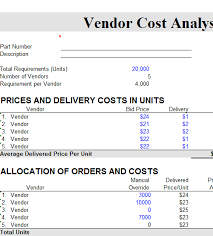 Vendor Cost Analys
Part Number
Description
Total Requirements (Units) 20,000
Number of Vendors 5
Requirement per Vendor 4,000
PRICES AND DELIVERY COSTS IN UNITS
Vendor Bid Price Delivery
1. Vendor $24 $1
2. Vendor $22 $1
3. Vendor $21 $2
4. Vendor $22 $1
5. Vendor $22 $2
Average Delivered Price Per Unit $
ALLOCATION OF ORDERS AND COSTS
Manual Delivered
Vendor Override Price/Unit
1. Vendor 3000 $24
2. Vendor 10000 $23
3. Vendor 0 $23
4. Vendor 7000 $23
5. Vendor 0 $24
Total Units